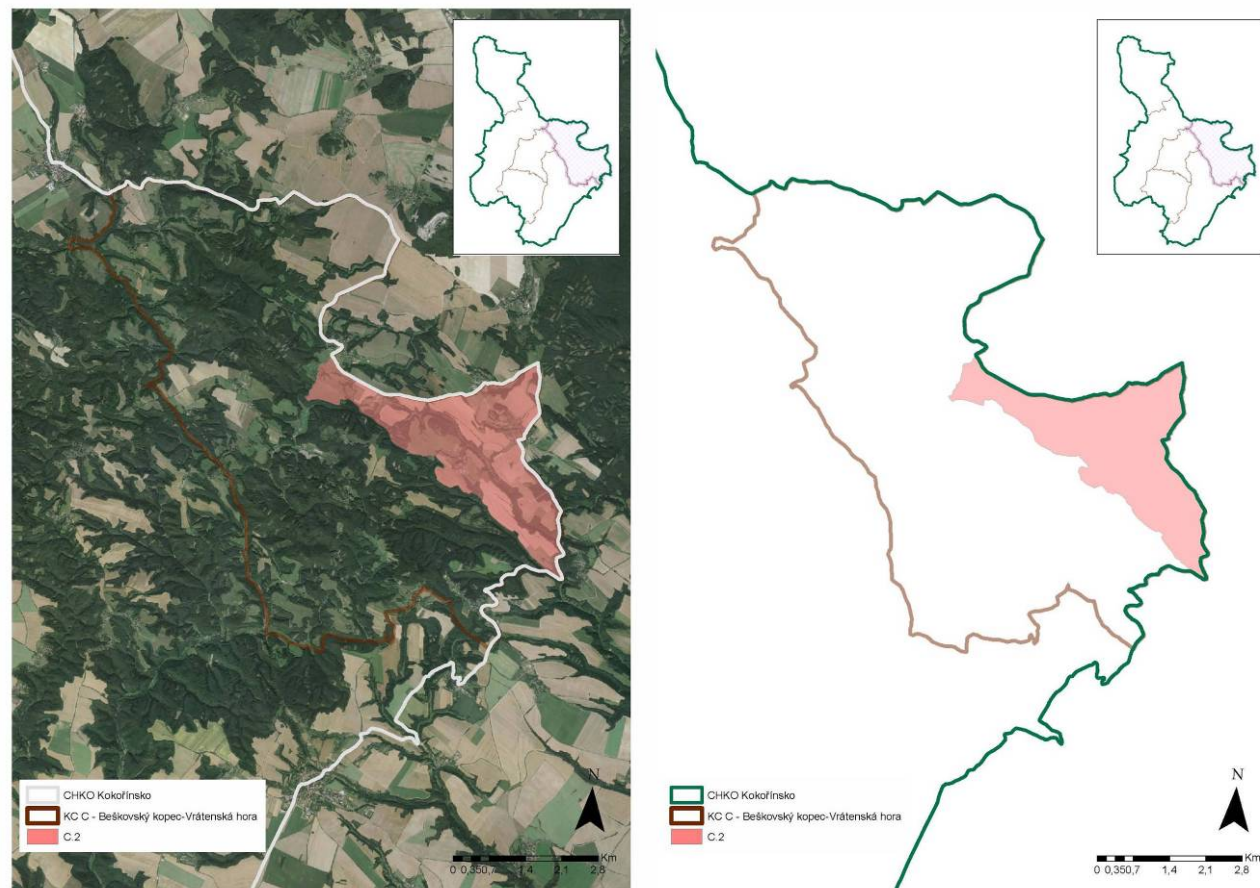 N
CHKO Kokořínsko
KC C - Beškovský kopec-Vrátenská hora
C.2
Km
0 0,350,7 1,4 2,1 2,8
N
CHKO Kokořínsko
KC C - Beškovský kopec-Vrátenská hora
C.2
Km
0 0,350,7 1,4 2,1 2,8